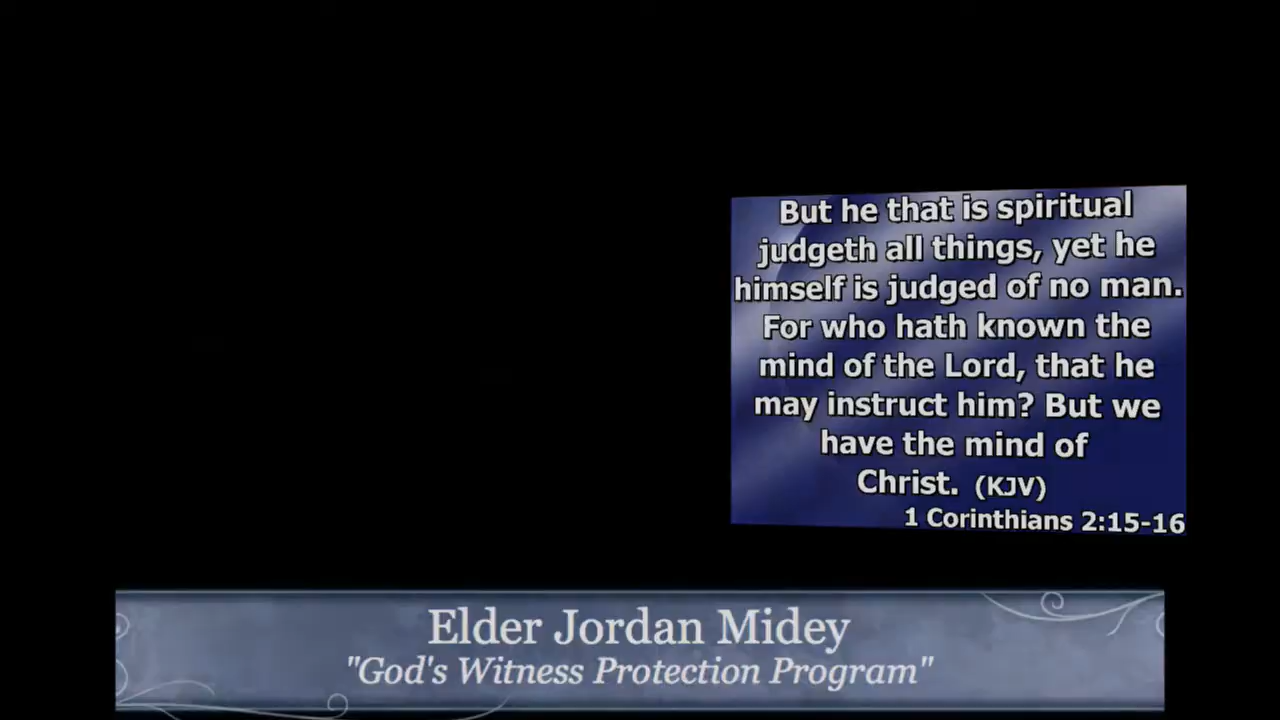 But he that is spiritual
judgeth all things, yet he
himself is judged of no man.
For who hath known the
mind of the Lord, that he
may instruct him? But we
have the mind of
Christ. (KJV)
1 Corinthians 2:15-16
Elder Jordan Midey
"God's Witness Protection Program"